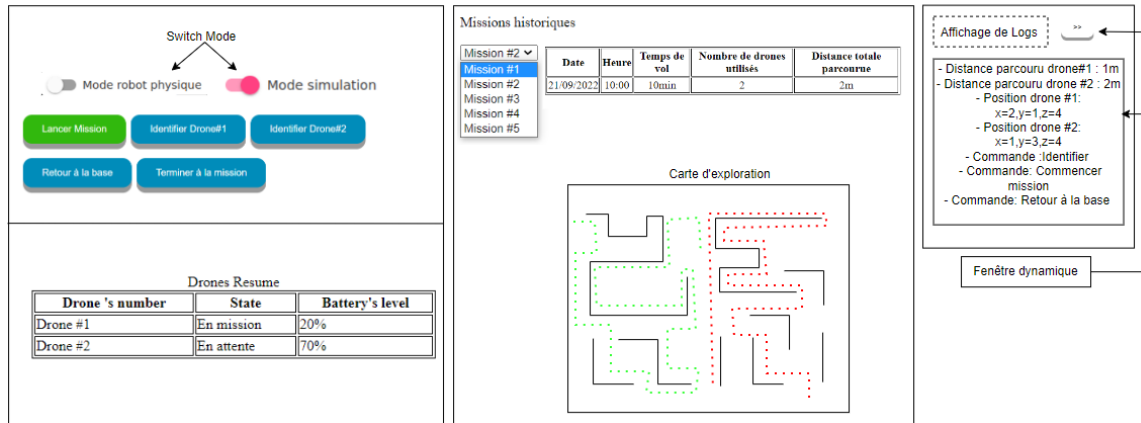 Switch Mode
Mode robot physique
Mode simulation
Lancer Mission
Identifier Drone#1
Identifier Drone#2
Retour à la base
Terminer à la mission
Drones Resume
Drone 's number State Battery's level
Drone #1 En mission 20%
Drone #2 En attente 70%
Missions historiques
Mission #2
Mission #1
Mission #2
Mission #3
Mission #4
Mission #5
Date Heure Temps de vol Nombre de drones utilisés Distance totale parcourue
21/09/2022 10:00 10min 2 2m
Carte d'exploration
Affichage de Logs
>>
- Distance parcouru drone#1 : 1m
- Distance parcouru drone #2 : 2m
- Position drone #1:
x=2,y=1,z=4
- Position drone #2:
x=1,y=3,z=4
- Commande :Identifier
- Commande: Commencer
mission
- Commande: Retour à la base
Fenêtre dynamique